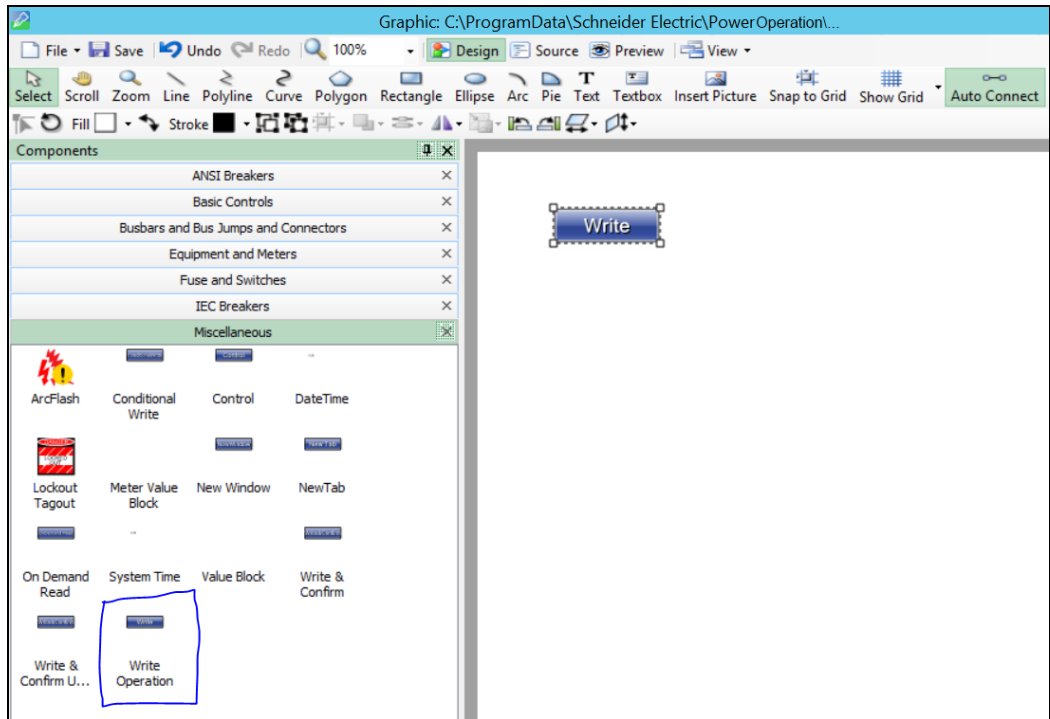 Graphic: C:\ProgramData\Schneider Electric\PowerOperation\...
File Save Undo Redo 100% Design Source Preview View
Select Scroll Zoom Line Polyline Curve Polygon Rectangle Ellipse Arc Pie Text Textbox Insert Picture Snap to Grid Show Grid Auto Connect
Fill Stroke
Components
ANSI Breakers
Basic Controls
Busbars and Bus Jumps and Connectors
Equipment and Meters
Fuse and Switches
IEC Breakers
Miscellaneous
Write
Control
ArcFlash Conditional Control DateTime
Write
New Tab
Lockout Meter Value New Window NewTab
Tagout Block
On Demand System Time Value Block Write &
Read Confirm
Write
Write & Write
Confirm U... Operation